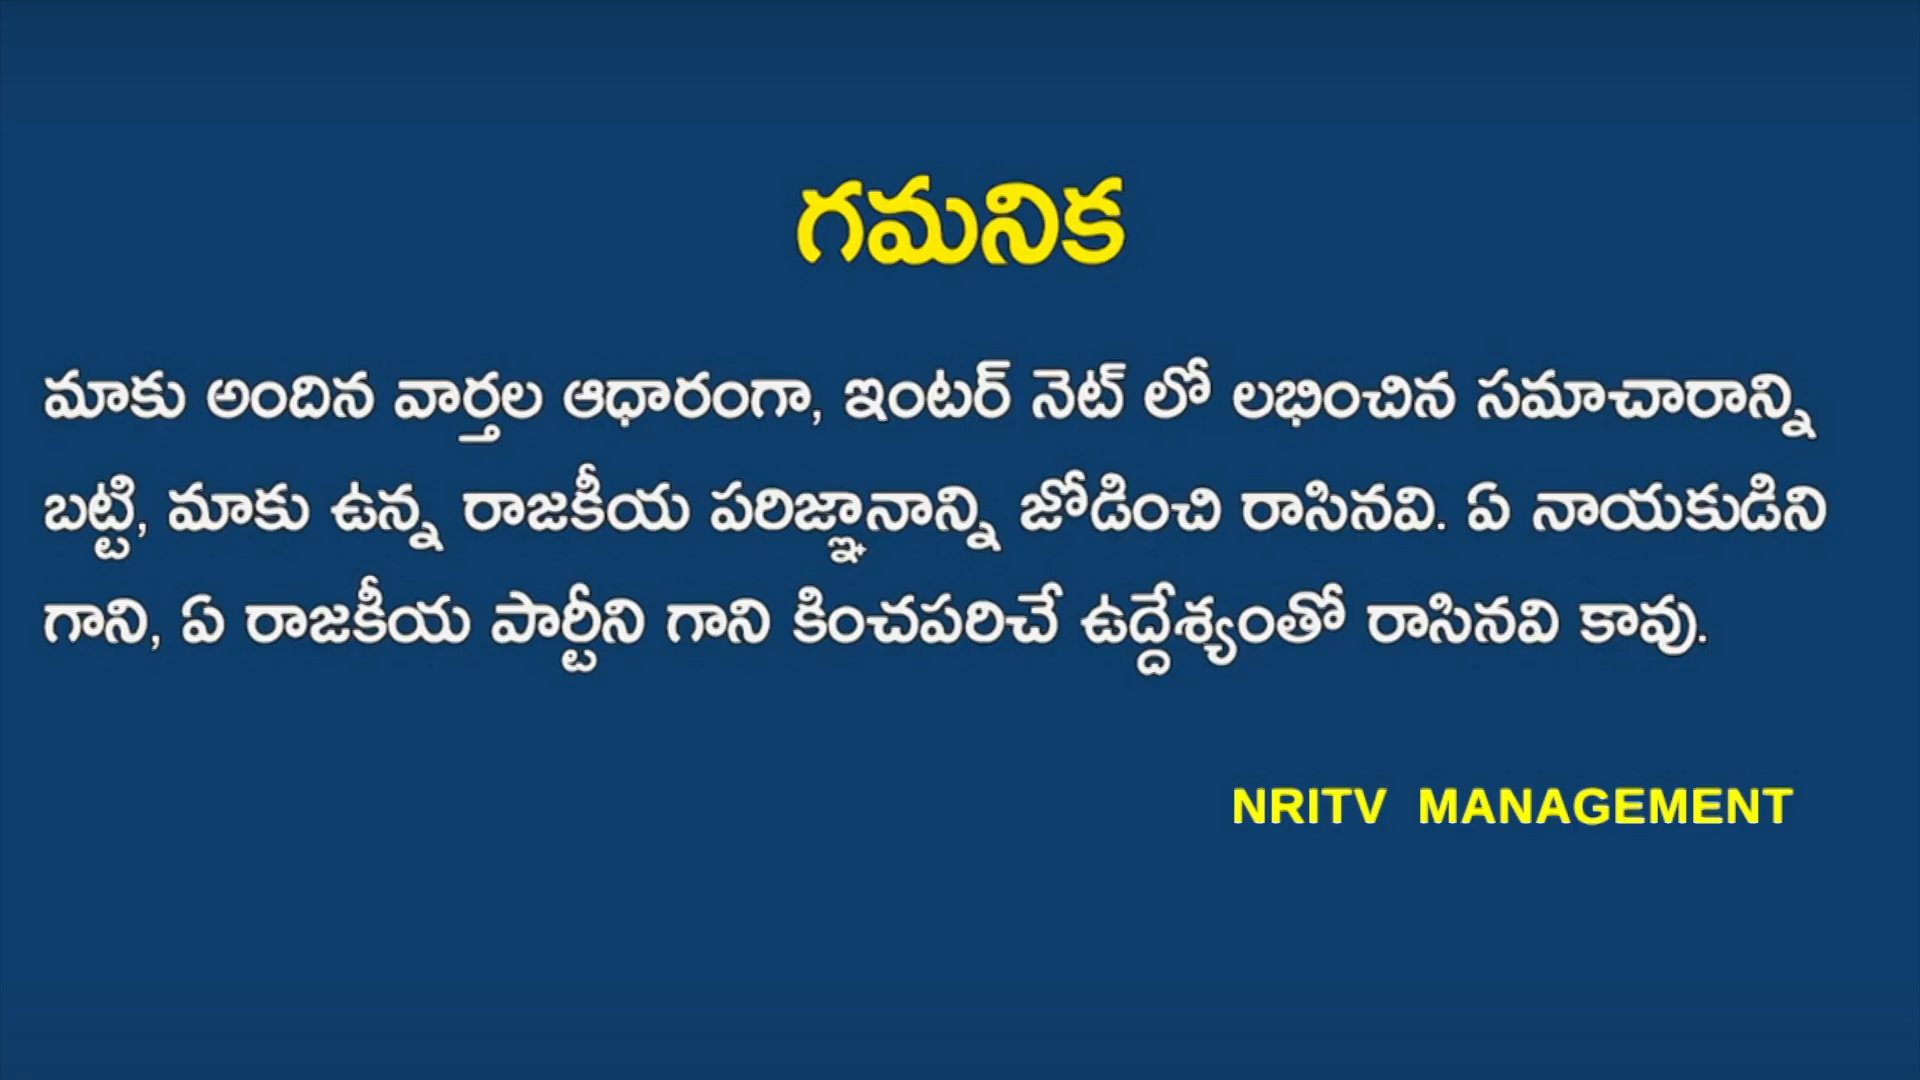 గమనిక
మాకు అందిన వార్తల ఆధారంగా, ఇంటర్ నెట్ లో లభించిన సమాచారాన్ని
బట్టి, మాకు ఉన్న రాజకీయ పరిజ్ఞానాన్ని జోడించి రాసినవి. ఏ నాయకుడిని
గాని, ఏ రాజకీయ పార్టీని గాని కించపరిచే ఉద్దేశ్యంతో రాసినవి కావు.
NRITV MANAGEMENT